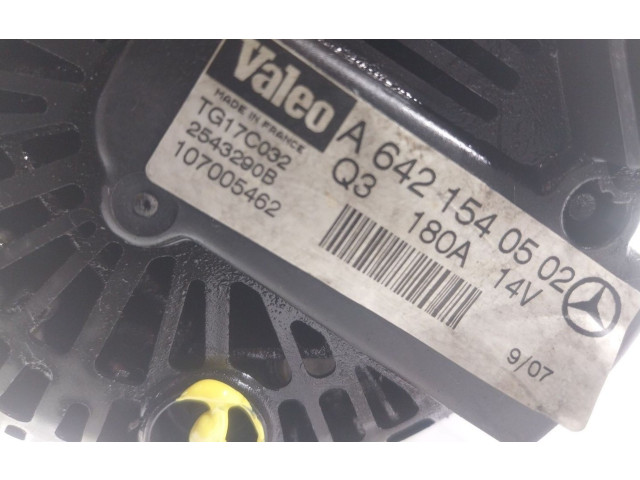 Valeo
MADE IN FRANCE
TG17C032
2543290B
107005462
A 642 154 05 02
Q3
180A 14V
9/07